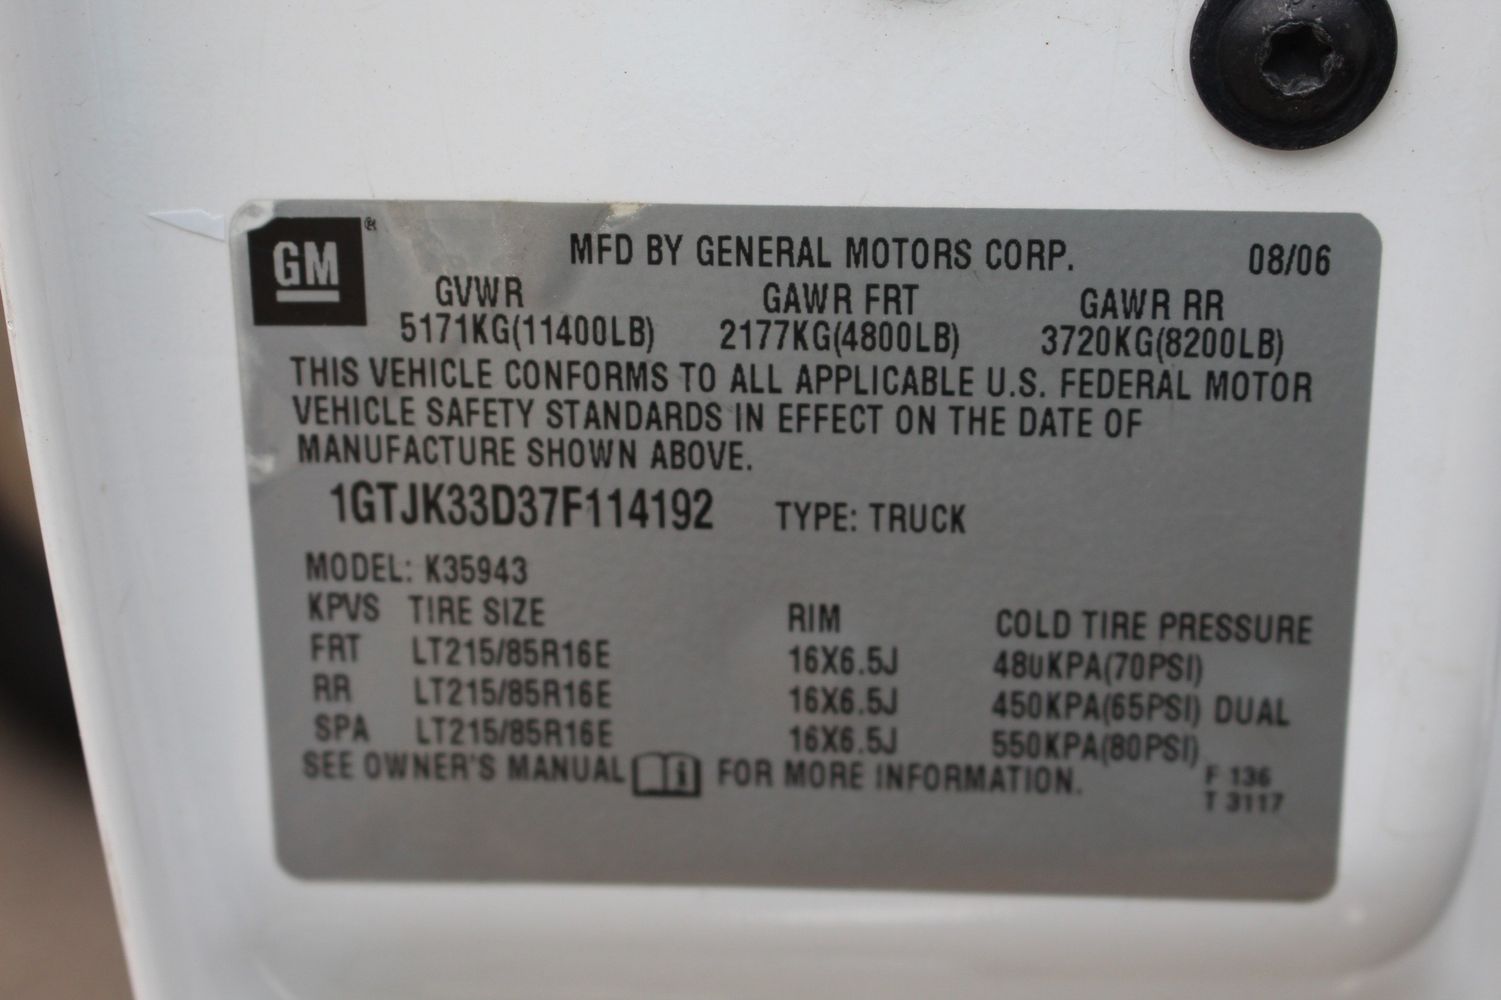 GM ®
MFD BY GENERAL MOTORS CORP. 08/06
GVWR GAWR FRT GAWR RR
5171KG(11400LB) 2177KG(4800LB) 3720KG(8200LB)
THIS VEHICLE CONFORMS TO ALL APPLICABLE U.S. FEDERAL MOTOR
VEHICLE SAFETY STANDARDS IN EFFECT ON THE DATE OF
MANUFACTURE SHOWN ABOVE.
1GTJK33D37F114192 TYPE: TRUCK
MODEL: K35943
KPVS TIRE SIZE RIM COLD TIRE PRESSURE
FRT LT215/85R16E 16X6.5J 480KPA(70PSI)
RR LT215/85R16E 16X6.5J 450KPA(65PSI) DUAL
SPA LT215/85R16E 16X6.5J 550KPA(80PSI)
SEE OWNER'S MANUAL i FOR MORE INFORMATION.
F 136
T 3117